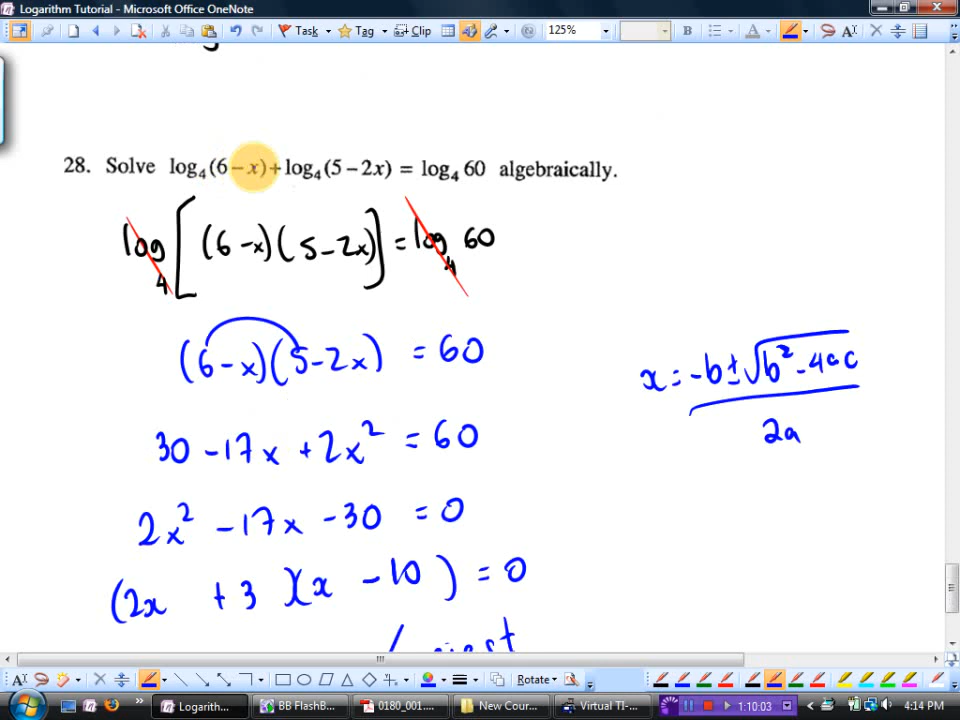 Logarithm Tutorial - Microsoft Office OneNote
Task Tag Clip 125% B A
28. Solve log₄(6 − x) + log₄(5 − 2x) = log₄ 60 algebraically.
log₄[(6 − x)(5 − 2x)] = log₄ 60
(6 − x)(5 − 2x) = 60
x = -b ± √b² - 4ac
2a
30 − 17x + 2x² = 60
2x² − 17x − 30 = 0
(2x + 3)(x − 10) = 0
Rotate
Logarith... BB FlashB... 0180_001.... New Cour... Virtual TI-... 1:10:03 4:14 PM